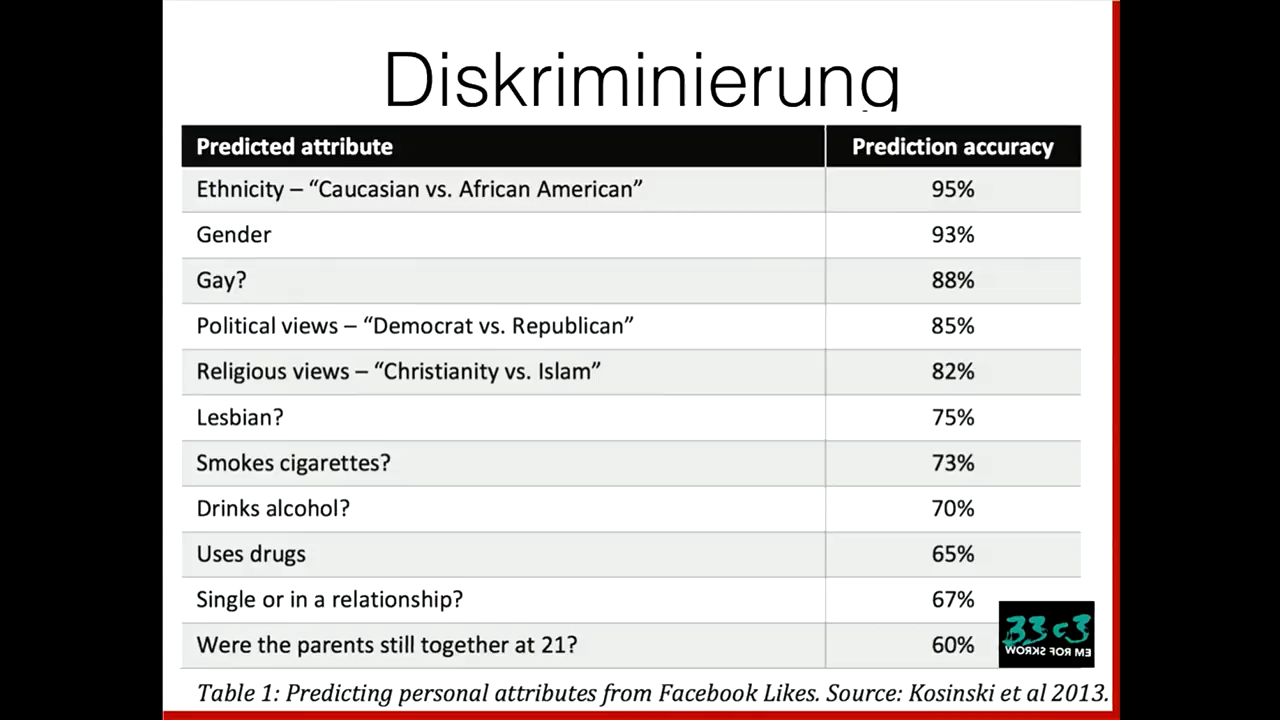 Diskriminierung
Predicted attribute Prediction accuracy
Ethnicity – “Caucasian vs. African American” 95%
Gender 93%
Gay? 88%
Political views – “Democrat vs. Republican” 85%
Religious views – “Christianity vs. Islam” 82%
Lesbian? 75%
Smokes cigarettes? 73%
Drinks alcohol? 70%
Uses drugs 65%
Single or in a relationship? 67%
Were the parents still together at 21? 60%
33c3
WORKS FOR ME
Table 1: Predicting personal attributes from Facebook Likes. Source: Kosinski et al 2013.